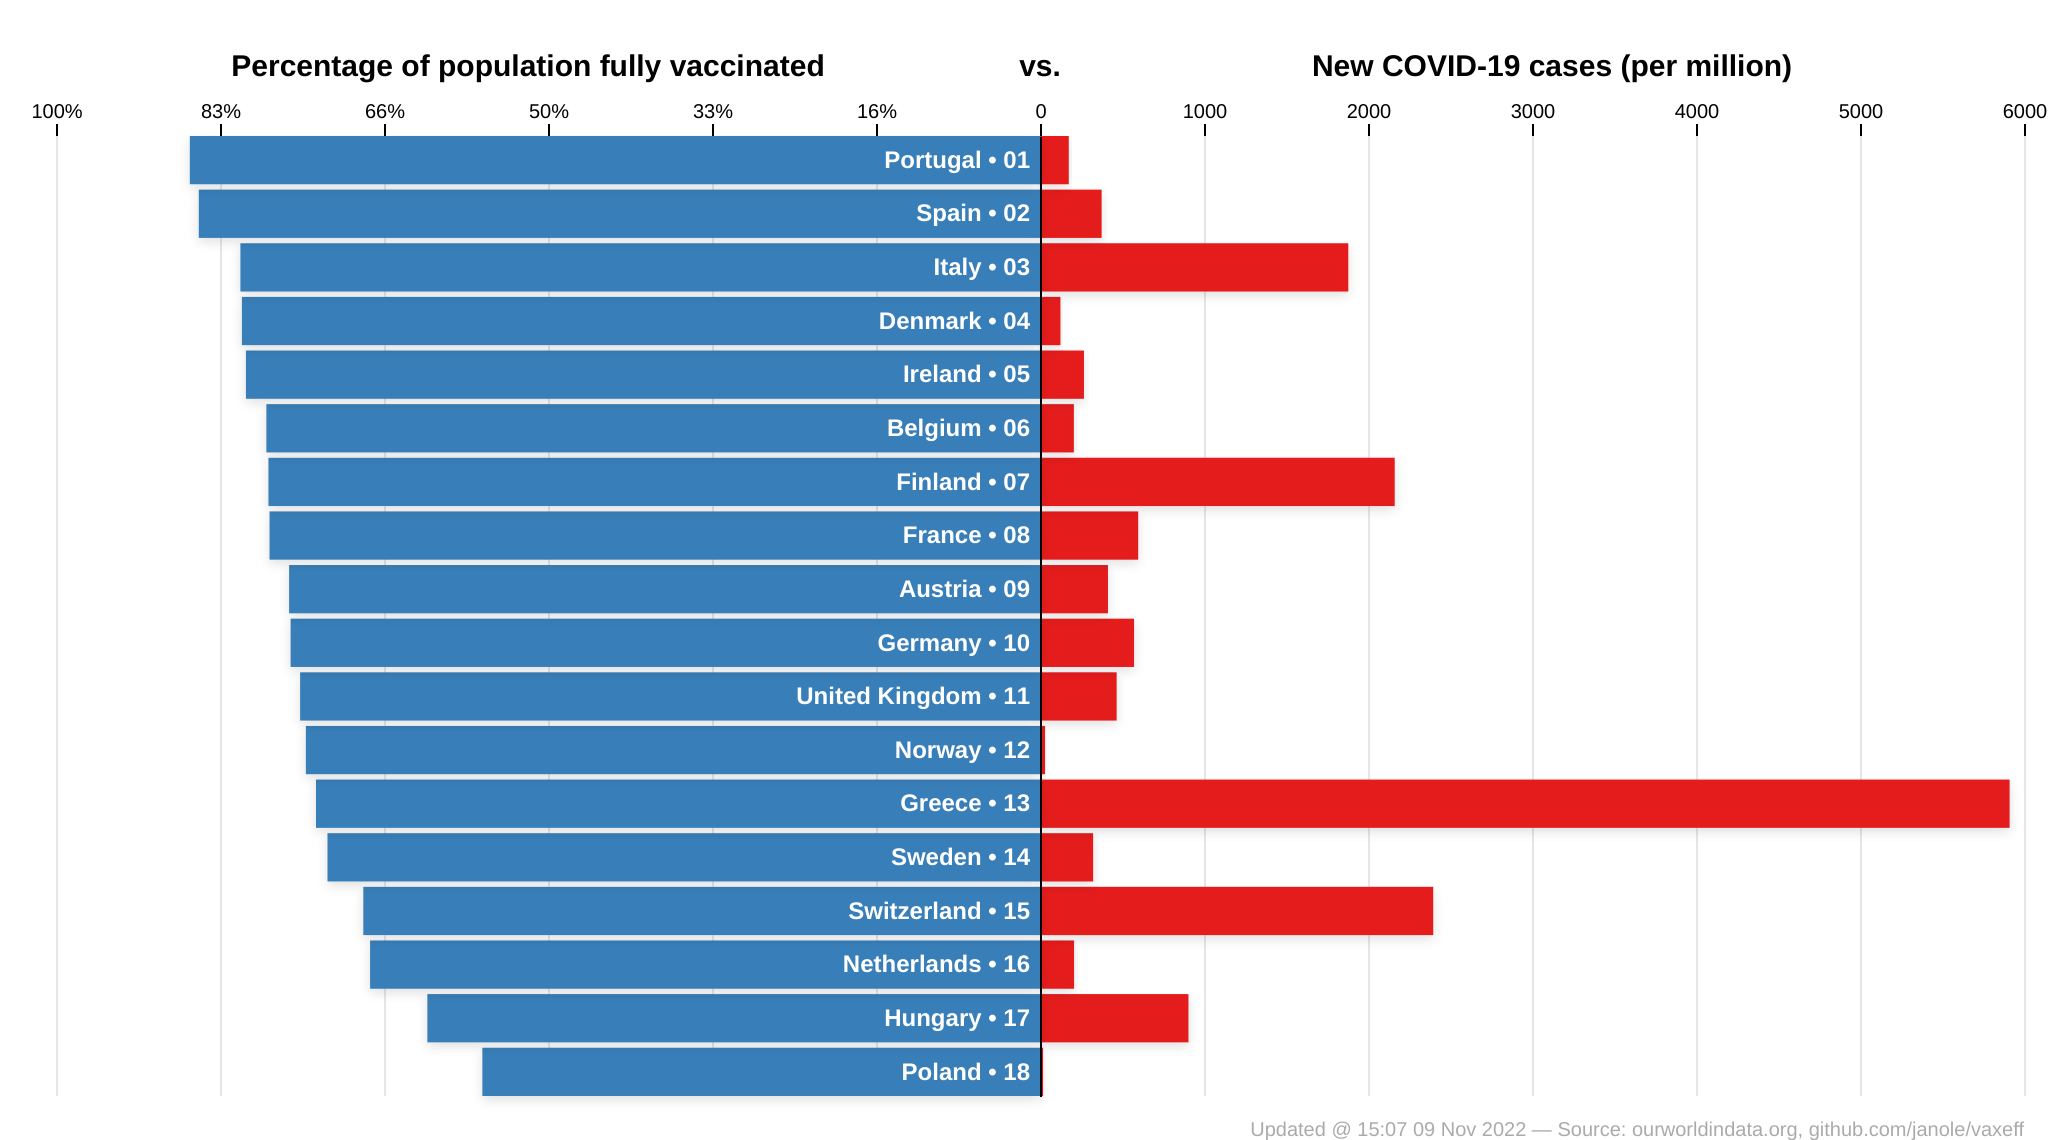 Percentage of population fully vaccinated vs. New COVID-19 cases (per million)
100% 83% 66% 50% 33% 16% 0 1000 2000 3000 4000 5000 6000
Portugal • 01
Spain • 02
Italy • 03
Denmark • 04
Ireland • 05
Belgium • 06
Finland • 07
France • 08
Austria • 09
Germany • 10
United Kingdom • 11
Norway • 12
Greece • 13
Sweden • 14
Switzerland • 15
Netherlands • 16
Hungary • 17
Poland • 18
Updated @ 15:07 09 Nov 2022 — Source: ourworldindata.org, github.com/janole/vaxeff